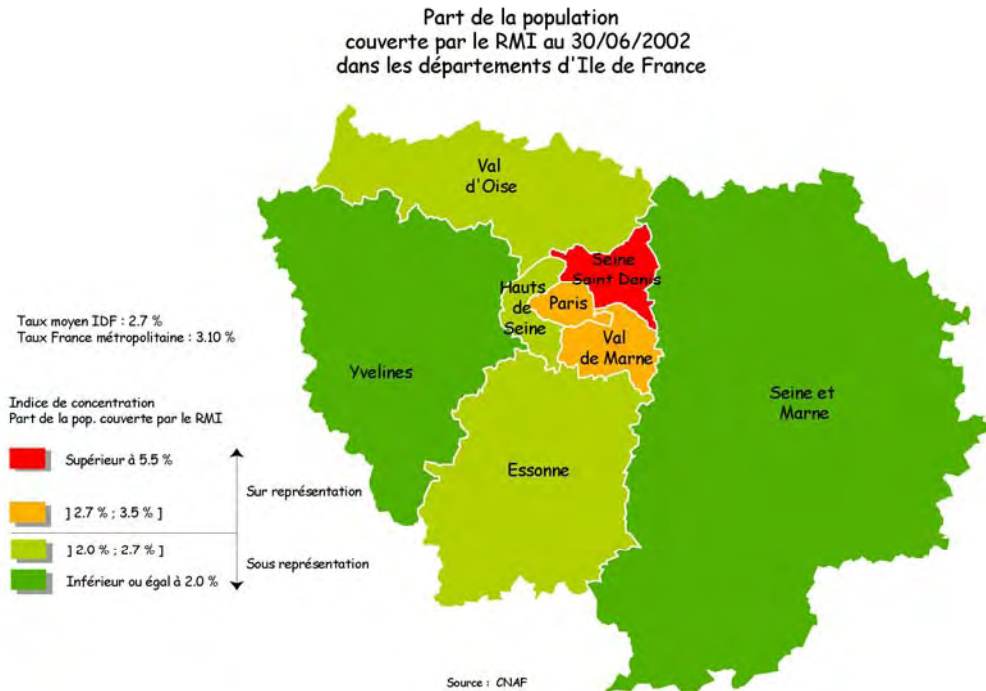 Part de la population
couverte par le RMI au 30/06/2002
dans les départements d'Ile de France
Val
d'Oise
Seine
Saint Denis
Hauts
de
Seine
Paris
Val
de Marne
Yvelines
Seine et
Marne
Essonne
Taux moyen IDF : 2.7 %
Taux France métropolitaine : 3.10 %
Indice de concentration
Part de la pop. couverte par le RMI
Supérieur à 5.5 %
] 2.7 % ; 3.5 % ]
] 2.0 % ; 2.7 % ]
Inférieur ou égal à 2.0 %
Sur représentation
Sous représentation
Source : CNAF